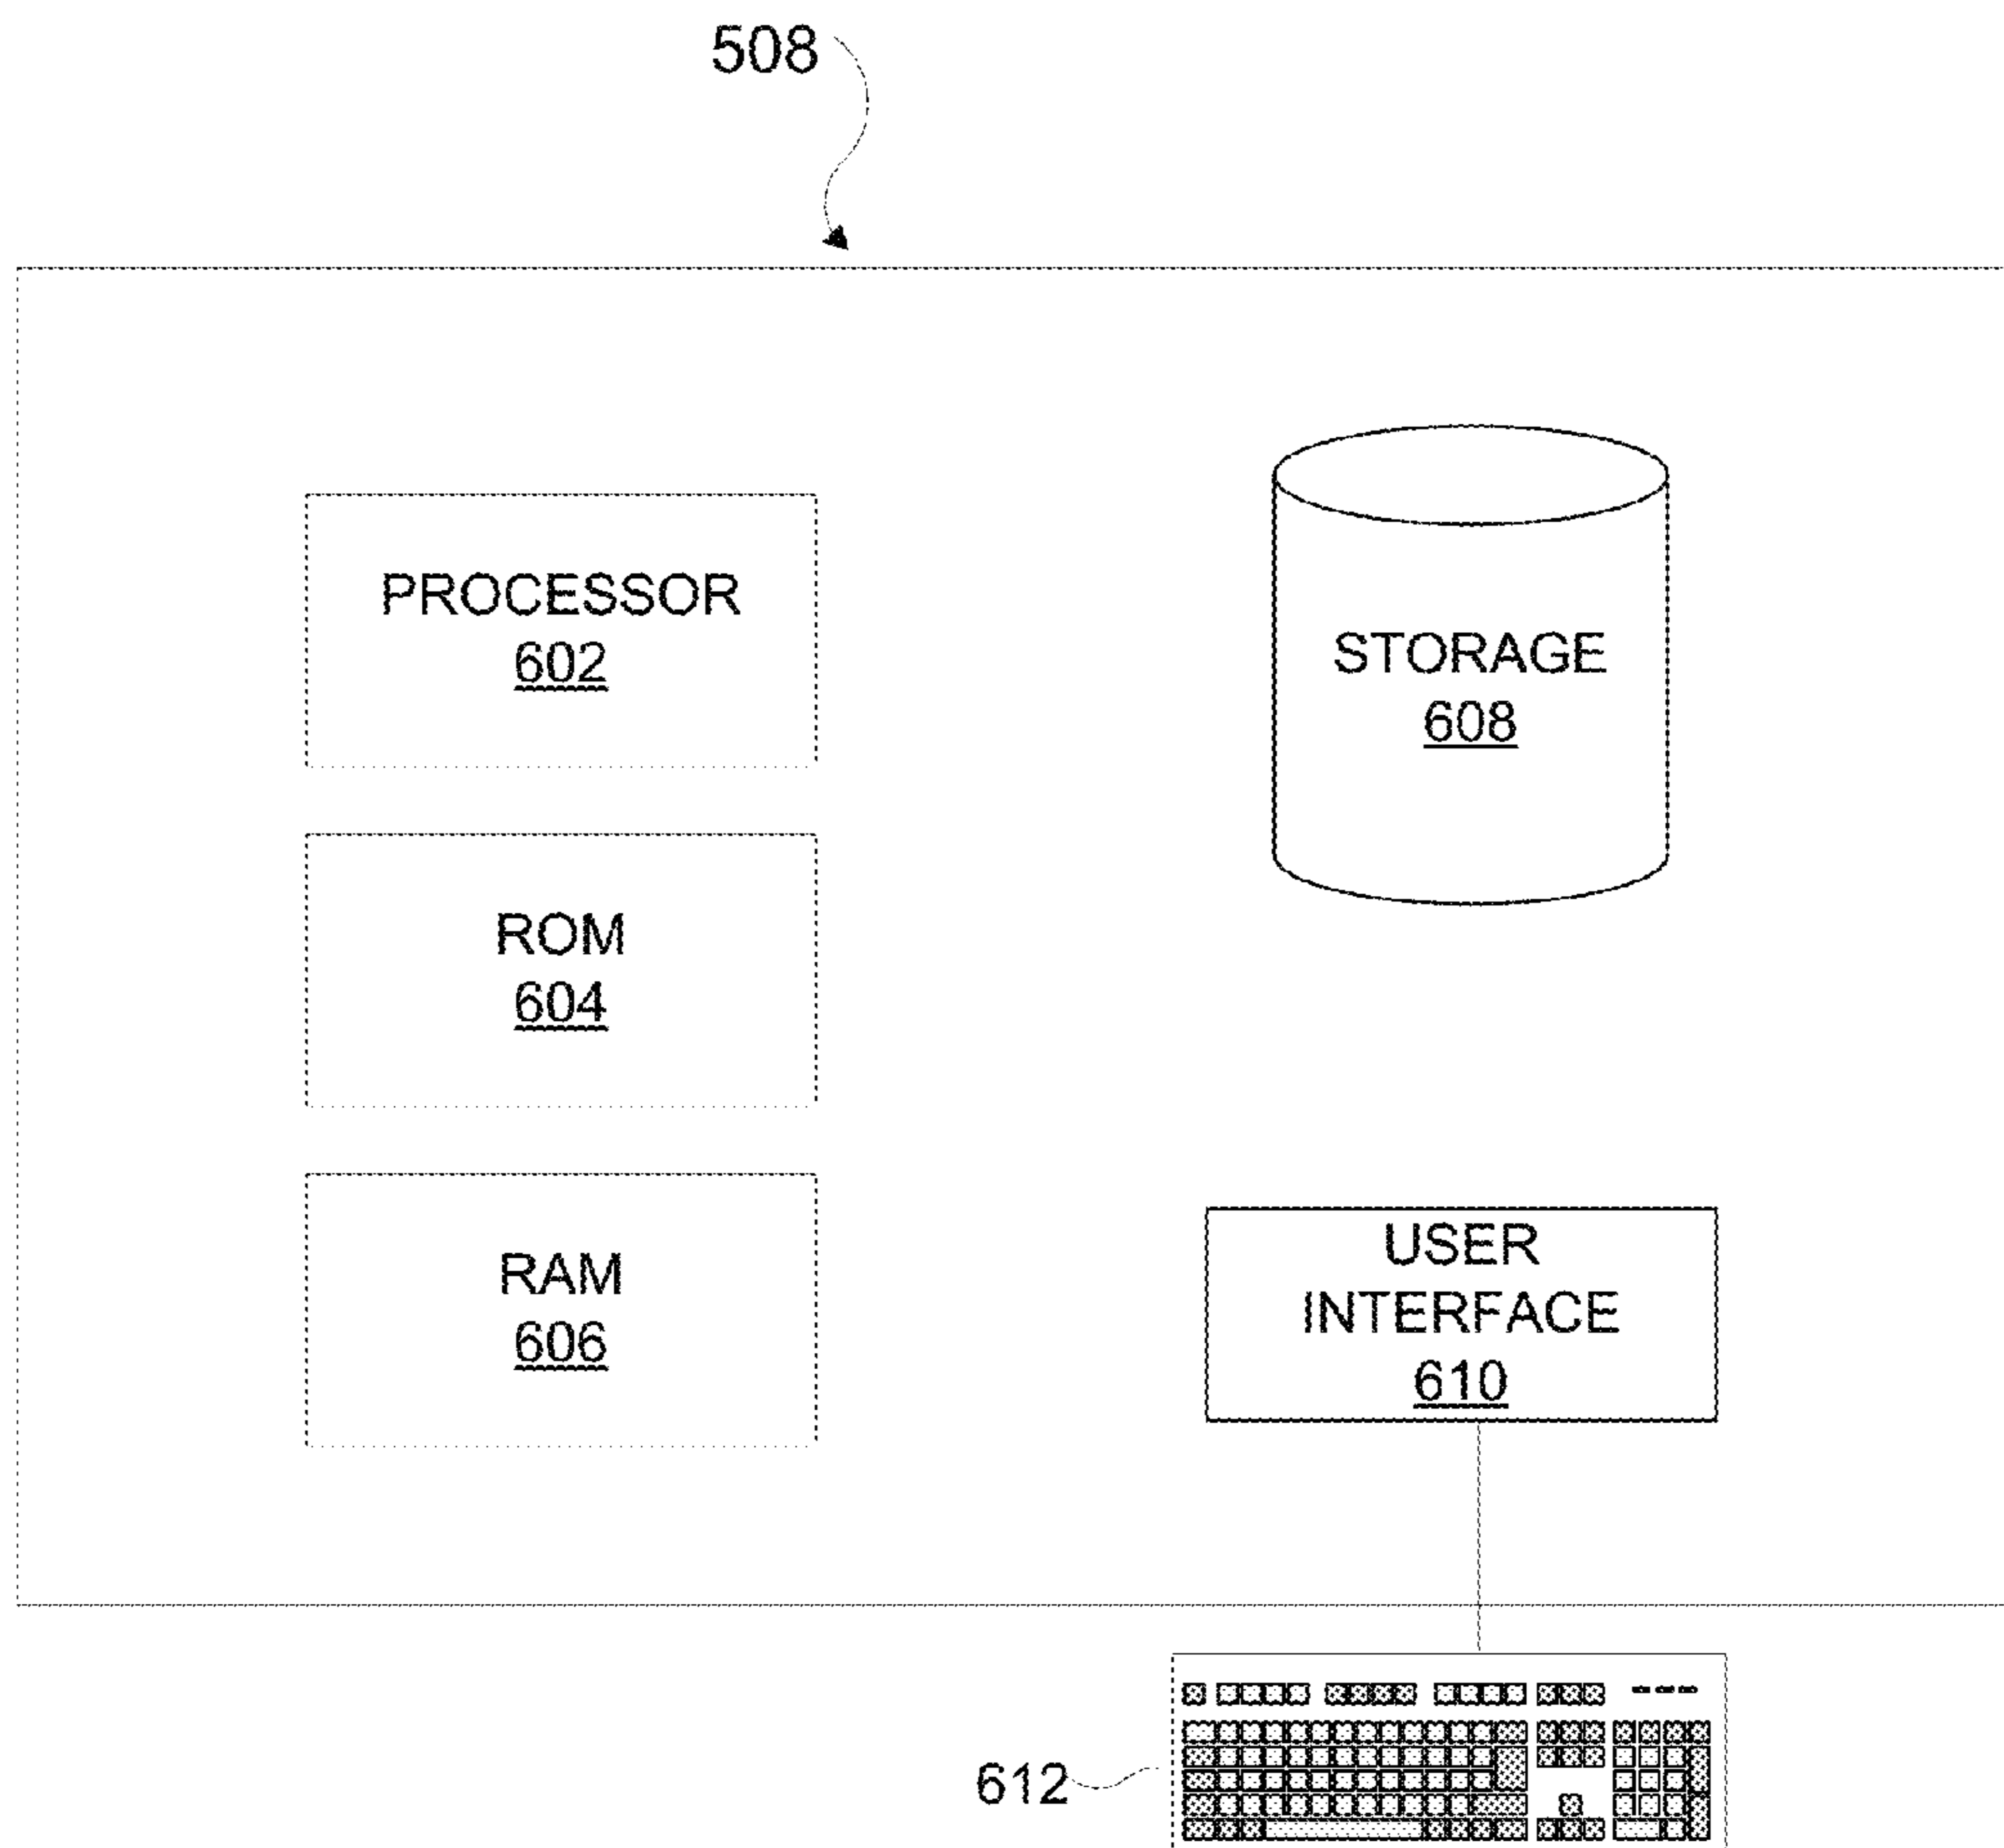 508
PROCESSOR
602
STORAGE
608
ROM
604
RAM
606
USER
INTERFACE
610
612